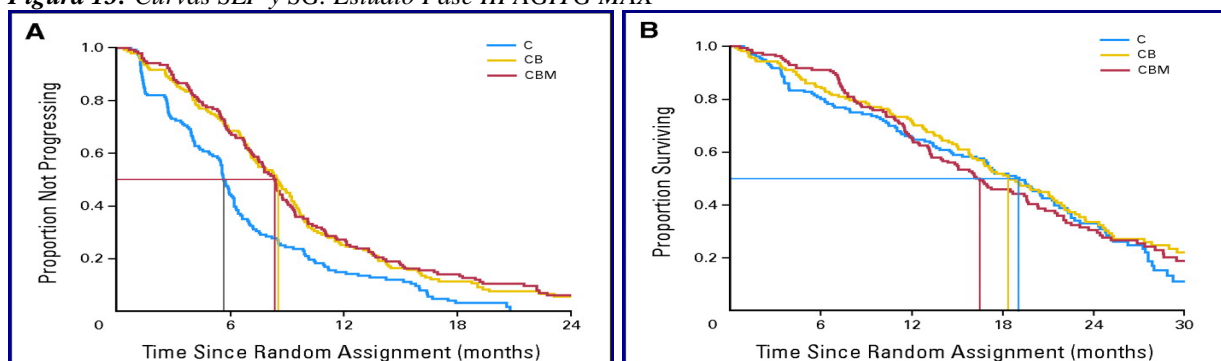 Figura 15. Curvas SLP y SG. Estudio Fase III AGITG MAX
A
C
CB
CBM
Proportion Not Progressing
1.0
0.8
0.6
0.4
0.2
0
6
12
18
24
Time Since Random Assignment (months)
B
C
CB
CBM
Proportion Surviving
1.0
0.8
0.6
0.4
0.2
0
6
12
18
24
30
Time Since Random Assignment (months)